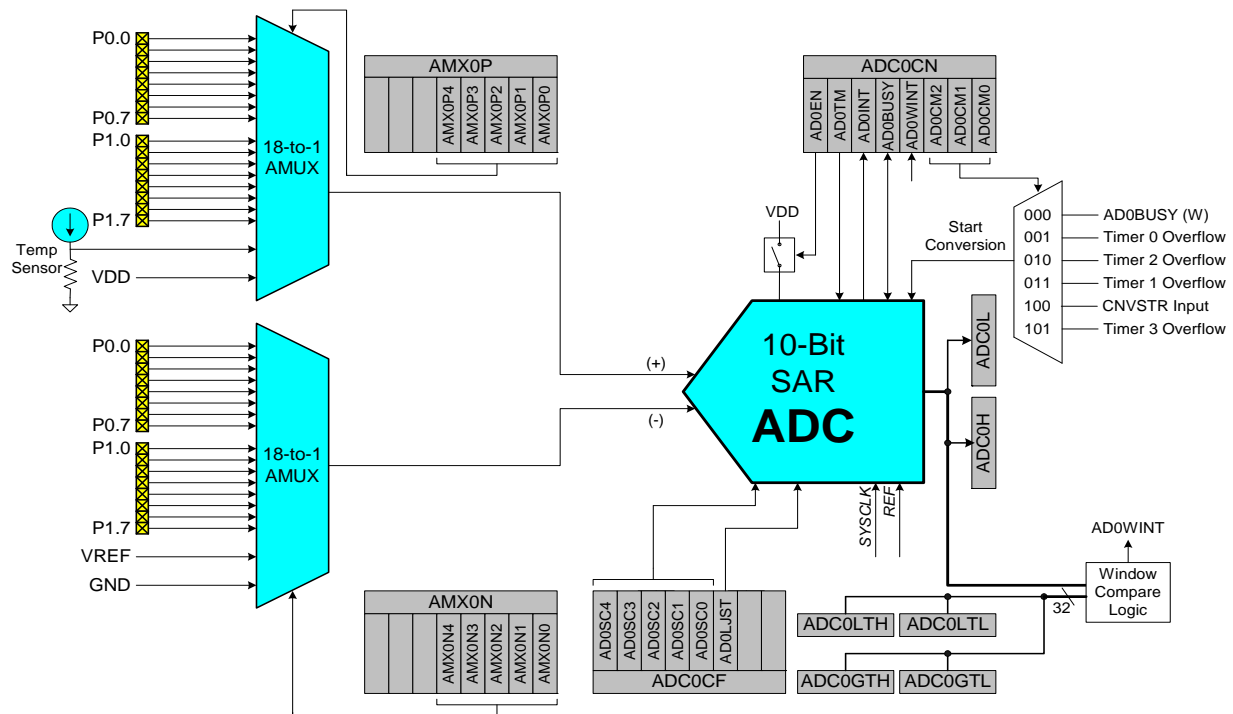 P0.0
P0.7
P1.0
P1.7
18-to-1
AMUX
Temp
Sensor
VDD
AMX0P
AMX0P4
AMX0P3
AMX0P2
AMX0P1
AMX0P0
ADC0CN
AD0EN
AD0TM
AD0INT
AD0BUSY
AD0WINT
AD0CM2
AD0CM1
AD0CM0
VDD
Start
Conversion
000 AD0BUSY (W)
001 Timer 0 Overflow
010 Timer 2 Overflow
011 Timer 1 Overflow
100 CNVSTR Input
101 Timer 3 Overflow
P0.0
P0.7
P1.0
P1.7
18-to-1
AMUX
VREF
GND
(+)
(-)
10-Bit
SAR
ADC
ADC0L
ADC0H
SYSCLK
REF
AMX0N
AMX0N4
AMX0N3
AMX0N2
AMX0N1
AMX0N0
AD0SC4
AD0SC3
AD0SC2
AD0SC1
AD0SC0
AD0LJST
ADC0CF
AD0WINT
Window
Compare
Logic
32
ADC0LTH
ADC0LTL
ADC0GTH
ADC0GTL